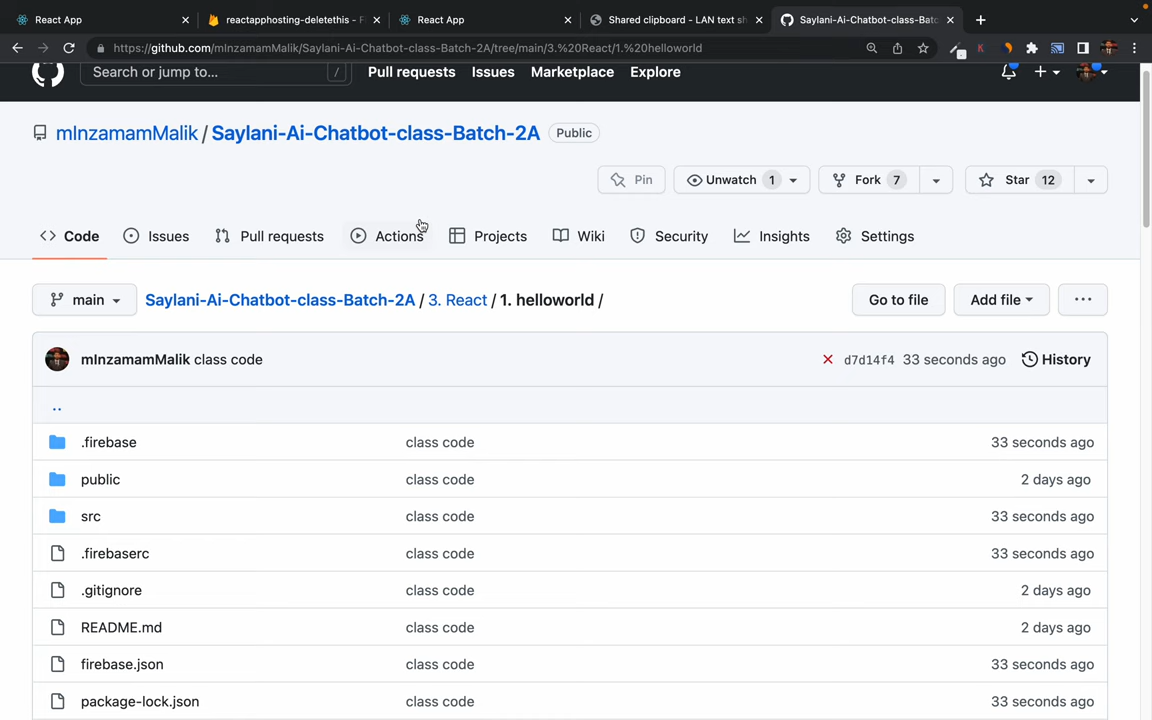 React App
reactapphosting-deletethis - F
React App
Shared clipboard - LAN text sh
Saylani-Ai-Chatbot-class-Batc
https://github.com/mInzamamMalik/Saylani-Ai-Chatbot-class-Batch-2A/tree/main/3.%20React/1.%20helloworld
Search or jump to... /
Pull requests
Issues
Marketplace
Explore
mInzamamMalik / Saylani-Ai-Chatbot-class-Batch-2A Public
Pin
Unwatch 1
Fork 7
Star 12
Code
Issues
Pull requests
Actions
Projects
Wiki
Security
Insights
Settings
main
Saylani-Ai-Chatbot-class-Batch-2A / 3. React / 1. helloworld /
Go to file
Add file
mInzamamMalik class code
d7d14f4 33 seconds ago History
..
.firebase class code 33 seconds ago
public class code 2 days ago
src class code 33 seconds ago
.firebaserc class code 33 seconds ago
.gitignore class code 2 days ago
README.md class code 2 days ago
firebase.json class code 33 seconds ago
package-lock.json class code 33 seconds ago